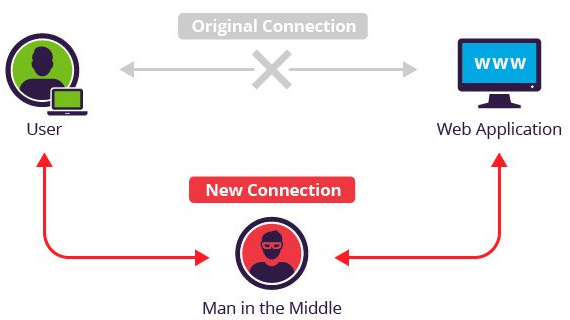 Original Connection
www
User
Web Application
New Connection
Man in the Middle